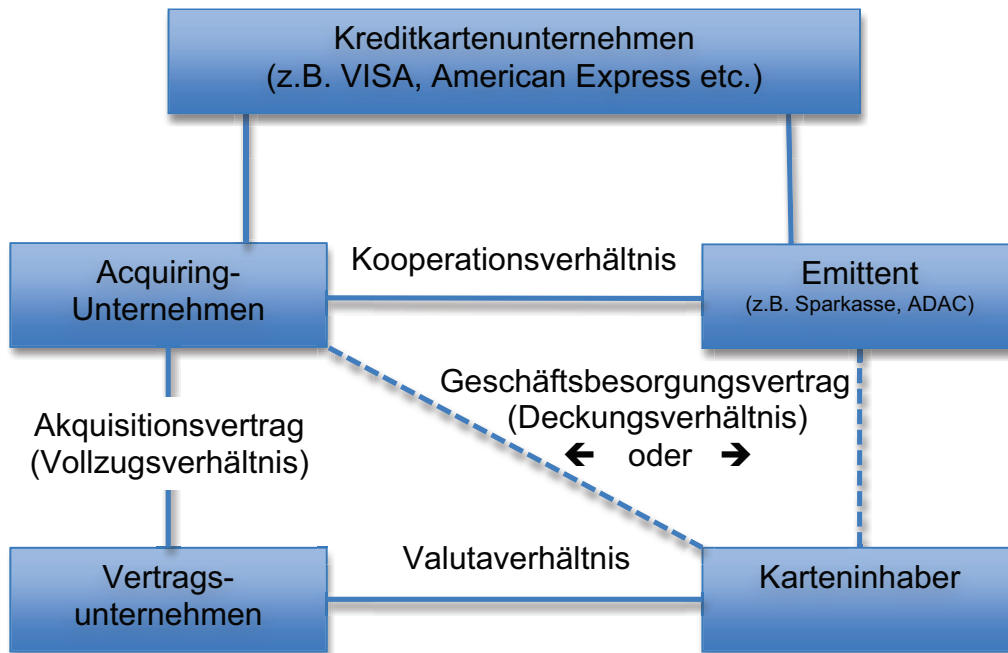 Kreditkartenunternehmen
(z.B. VISA, American Express etc.)
Acquiring-
Unternehmen
Kooperationsverhältnis
Emittent
(z.B. Sparkasse, ADAC)
Geschäftsbesorgungsvertrag
(Deckungsverhältnis)
← oder →
Akquisitionsvertrag
(Vollzugsverhältnis)
Vertrags-
unternehmen
Valutaverhältnis
Karteninhaber